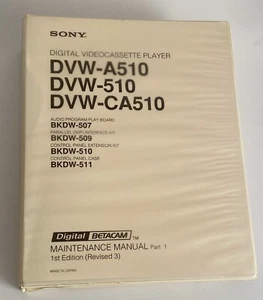 SONY
DIGITAL VIDEOCASSETTE PLAYER
DVW-A510
DVW-510
DVW-CA510
AUDIO PROGRAM PLAY BOARD
BKDW-507
PARALLEL I/O INTERFACE KIT
BKDW-509
CONTROL PANEL EXTENSION KIT
BKDW-510
CONTROL PANEL CASE
BKDW-511
Digital BETACAM TM
MAINTENANCE MANUAL Part 1
1st Edition (Revised 3)
MADE IN JAPAN